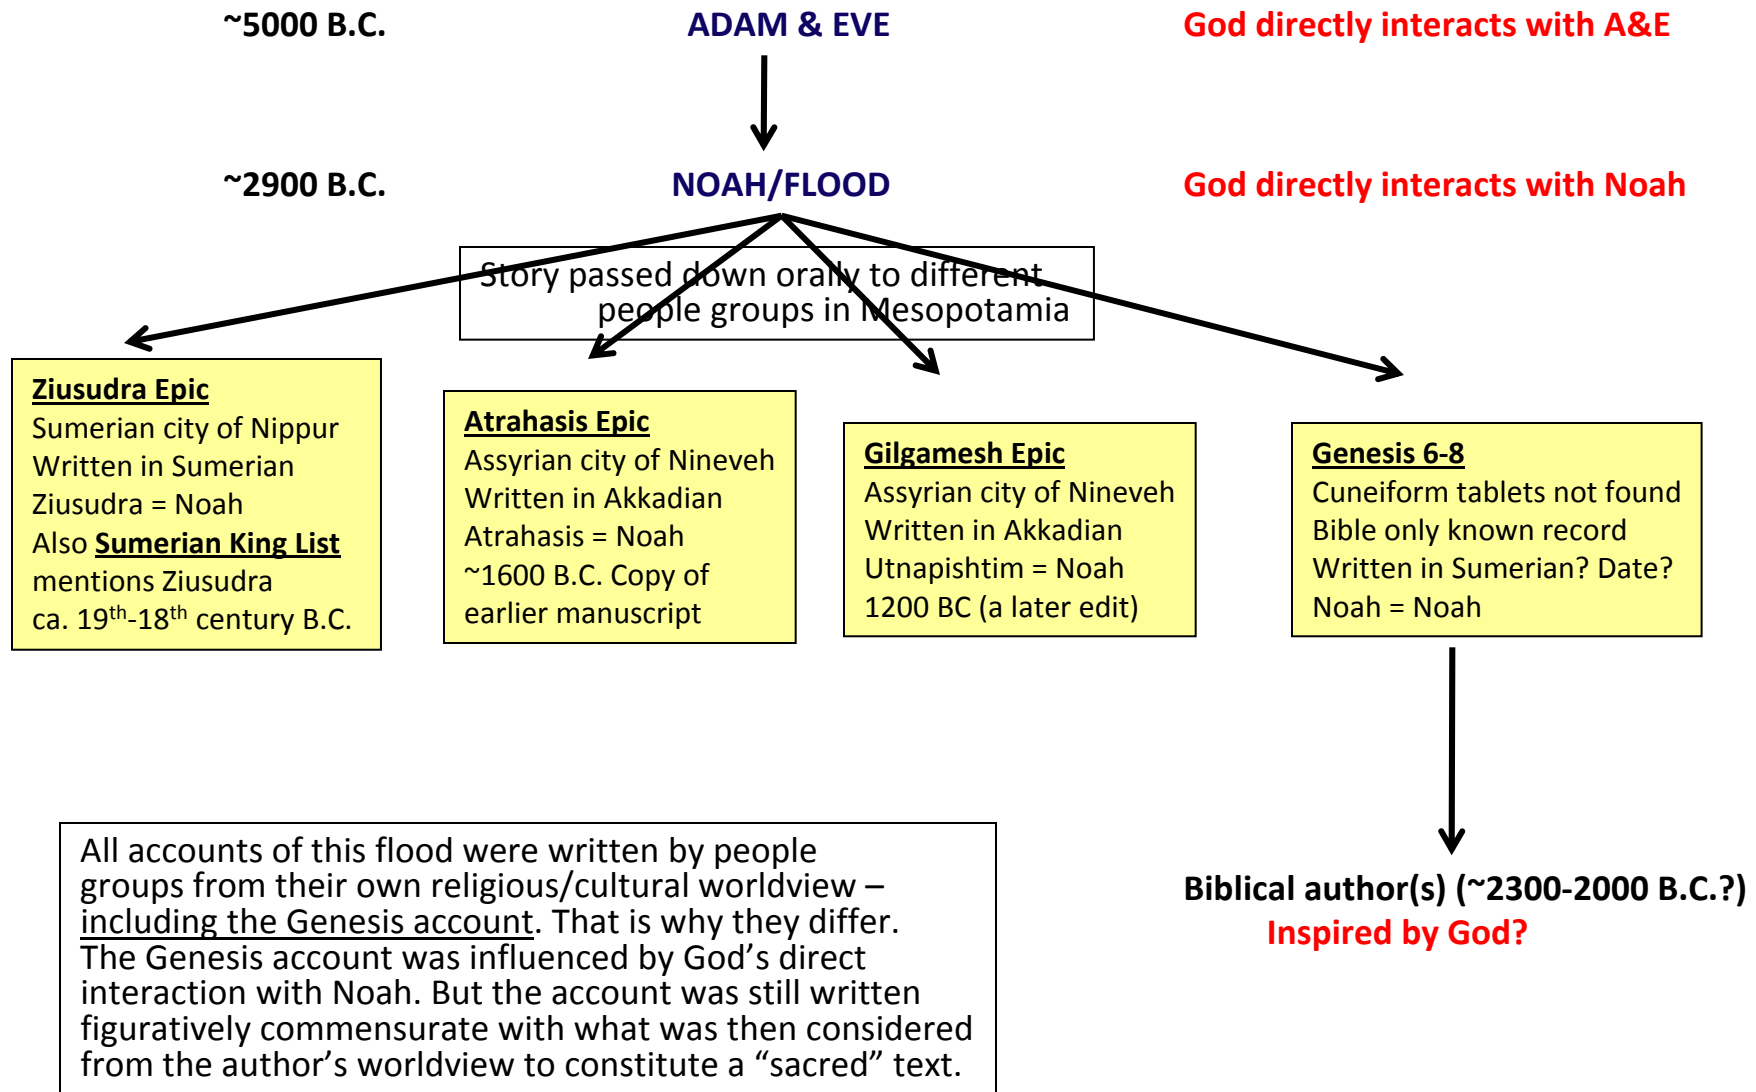 ~5000 B.C. ADAM & EVE God directly interacts with A&E
~2900 B.C. NOAH/FLOOD God directly interacts with Noah
Story passed down orally to different
people groups in Mesopotamia
Ziusudra Epic
Sumerian city of Nippur
Written in Sumerian
Ziusudra = Noah
Also Sumerian King List
mentions Ziusudra
ca. 19th-18th century B.C.
Atrahasis Epic
Assyrian city of Nineveh
Written in Akkadian
Atrahasis = Noah
~1600 B.C. Copy of
earlier manuscript
Gilgamesh Epic
Assyrian city of Nineveh
Written in Akkadian
Utnapishtim = Noah
1200 BC (a later edit)
Genesis 6-8
Cuneiform tablets not found
Bible only known record
Written in Sumerian? Date?
Noah = Noah
All accounts of this flood were written by people
groups from their own religious/cultural worldview –
including the Genesis account. That is why they differ.
The Genesis account was influenced by God’s direct
interaction with Noah. But the account was still written
figuratively commensurate with what was then considered
from the author’s worldview to constitute a “sacred” text.
Biblical author(s) (~2300-2000 B.C.?)
Inspired by God?